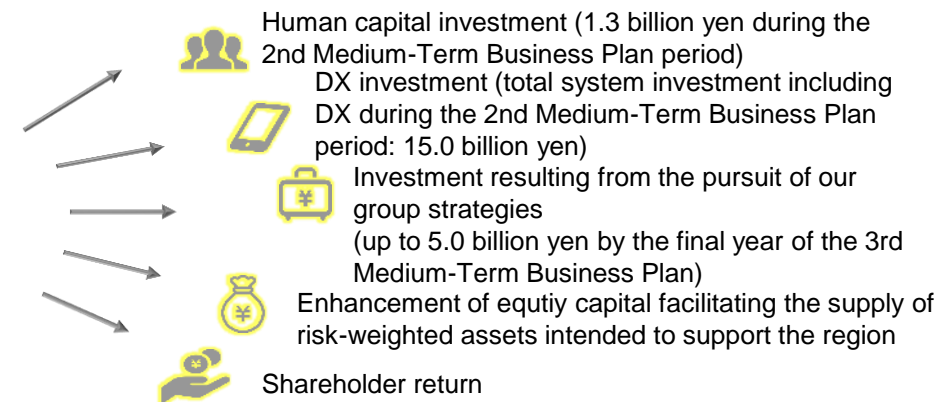 Human capital investment (1.3 billion yen during the
2nd Medium-Term Business Plan period)
DX investment (total system investment including
DX during the 2nd Medium-Term Business Plan
period: 15.0 billion yen)
¥
Investment resulting from the pursuit of our
group strategies
(up to 5.0 billion yen by the final year of the 3rd
Medium-Term Business Plan)
¥
Enhancement of equtiy capital facilitating the supply of
risk-weighted assets intended to support the region
¥
Shareholder return